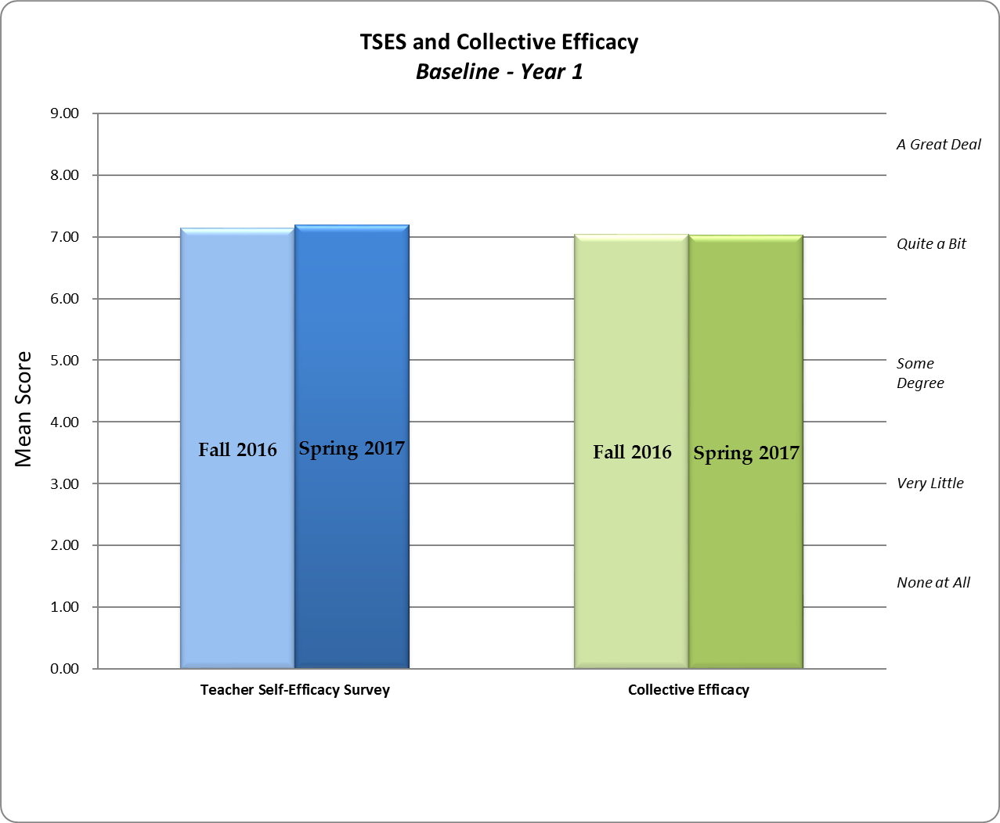 TSES and Collective Efficacy
Baseline - Year 1
Mean Score
9.00
8.00
7.00
6.00
5.00
4.00
3.00
2.00
1.00
0.00
A Great Deal
Quite a Bit
Some
Degree
Very Little
None at All
Fall 2016
Spring 2017
Fall 2016
Spring 2017
Teacher Self-Efficacy Survey
Collective Efficacy